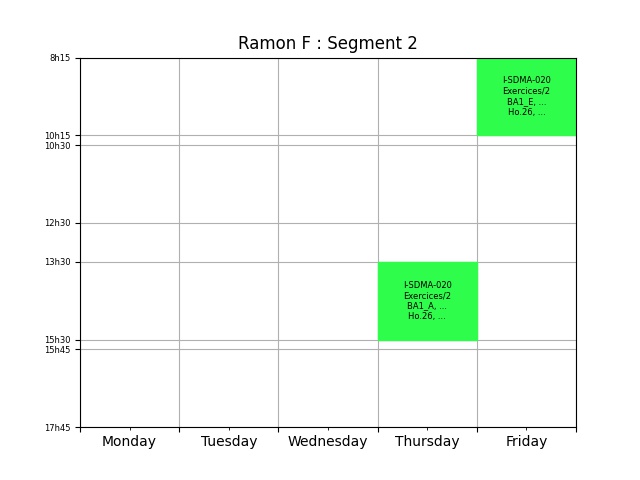 Ramon F : Segment 2
8h15
I-SDMA-020
Exercices/2
BA1_E, ...
Ho.26, ...
10h15
10h30
12h30
13h30
I-SDMA-020
Exercices/2
BA1_A, ...
Ho.26, ...
15h30
15h45
17h45
Monday Tuesday Wednesday Thursday Friday